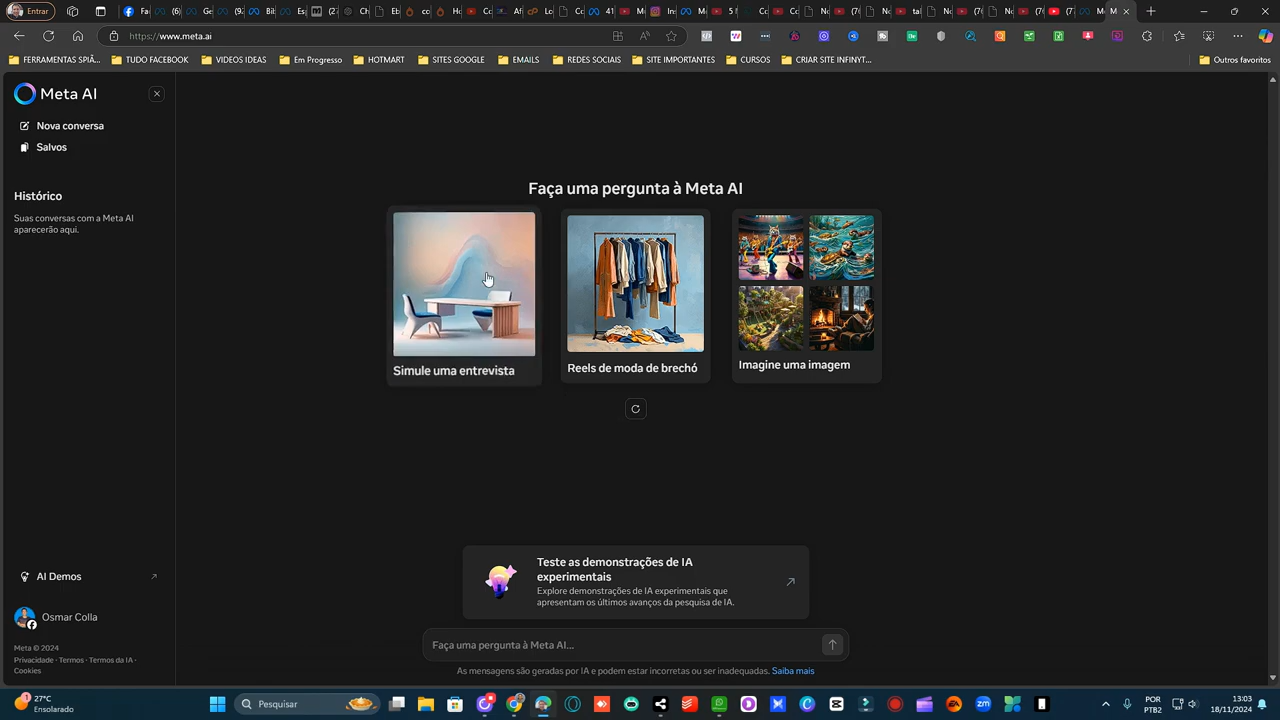 Entrar
https://www.meta.ai
FERRAMENTAS SPIÃ...
TUDO FACEBOOK
VIDEOS IDEAS
Em Progresso
HOTMART
SITES GOOGLE
EMAILS
REDES SOCIAIS
SITE IMPORTANTES
CURSOS
CRIAR SITE INFINYT...
Outros favoritos
Meta AI
Nova conversa
Salvos
Histórico
Suas conversas com a Meta AI
aparecerão aqui.
Faça uma pergunta à Meta AI
Simule uma entrevista
Reels de moda de brechó
Imagine uma imagem
Teste as demonstrações de IA
experimentais
Explore demonstrações de IA experimentais que
apresentam os últimos avanços da pesquisa de IA.
AI Demos
Osmar Colla
Meta © 2024
Privacidade · Termos · Termos da IA ·
Cookies
Faça uma pergunta à Meta AI...
As mensagens são geradas por IA e podem estar incorretas ou ser inadequadas. Saiba mais
27°C
Ensolarado
Pesquisar
POR
PTB2
13:03
18/11/2024